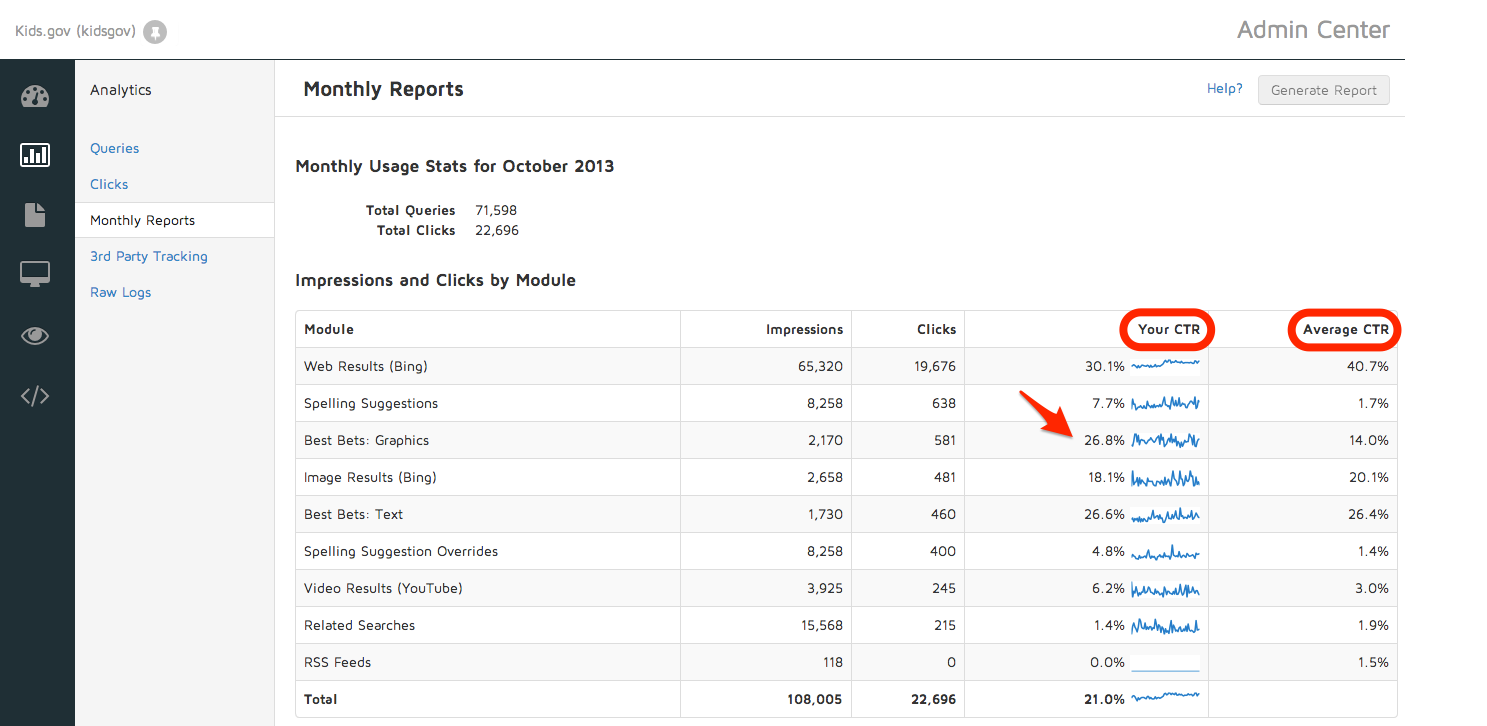 Kids.gov (kidsgov)
Admin Center
Analytics
Queries
Clicks
Monthly Reports
3rd Party Tracking
Raw Logs
Monthly Reports
Help?
Generate Report
Monthly Usage Stats for October 2013
Total Queries 71,598
Total Clicks 22,696
Impressions and Clicks by Module
Module Impressions Clicks Your CTR Average CTR
Web Results (Bing) 65,320 19,676 30.1% 40.7%
Spelling Suggestions 8,258 638 7.7% 1.7%
Best Bets: Graphics 2,170 581 26.8% 14.0%
Image Results (Bing) 2,658 481 18.1% 20.1%
Best Bets: Text 1,730 460 26.6% 26.4%
Spelling Suggestion Overrides 8,258 400 4.8% 1.4%
Video Results (YouTube) 3,925 245 6.2% 3.0%
Related Searches 15,568 215 1.4% 1.9%
RSS Feeds 118 0 0.0% 1.5%
Total 108,005 22,696 21.0%